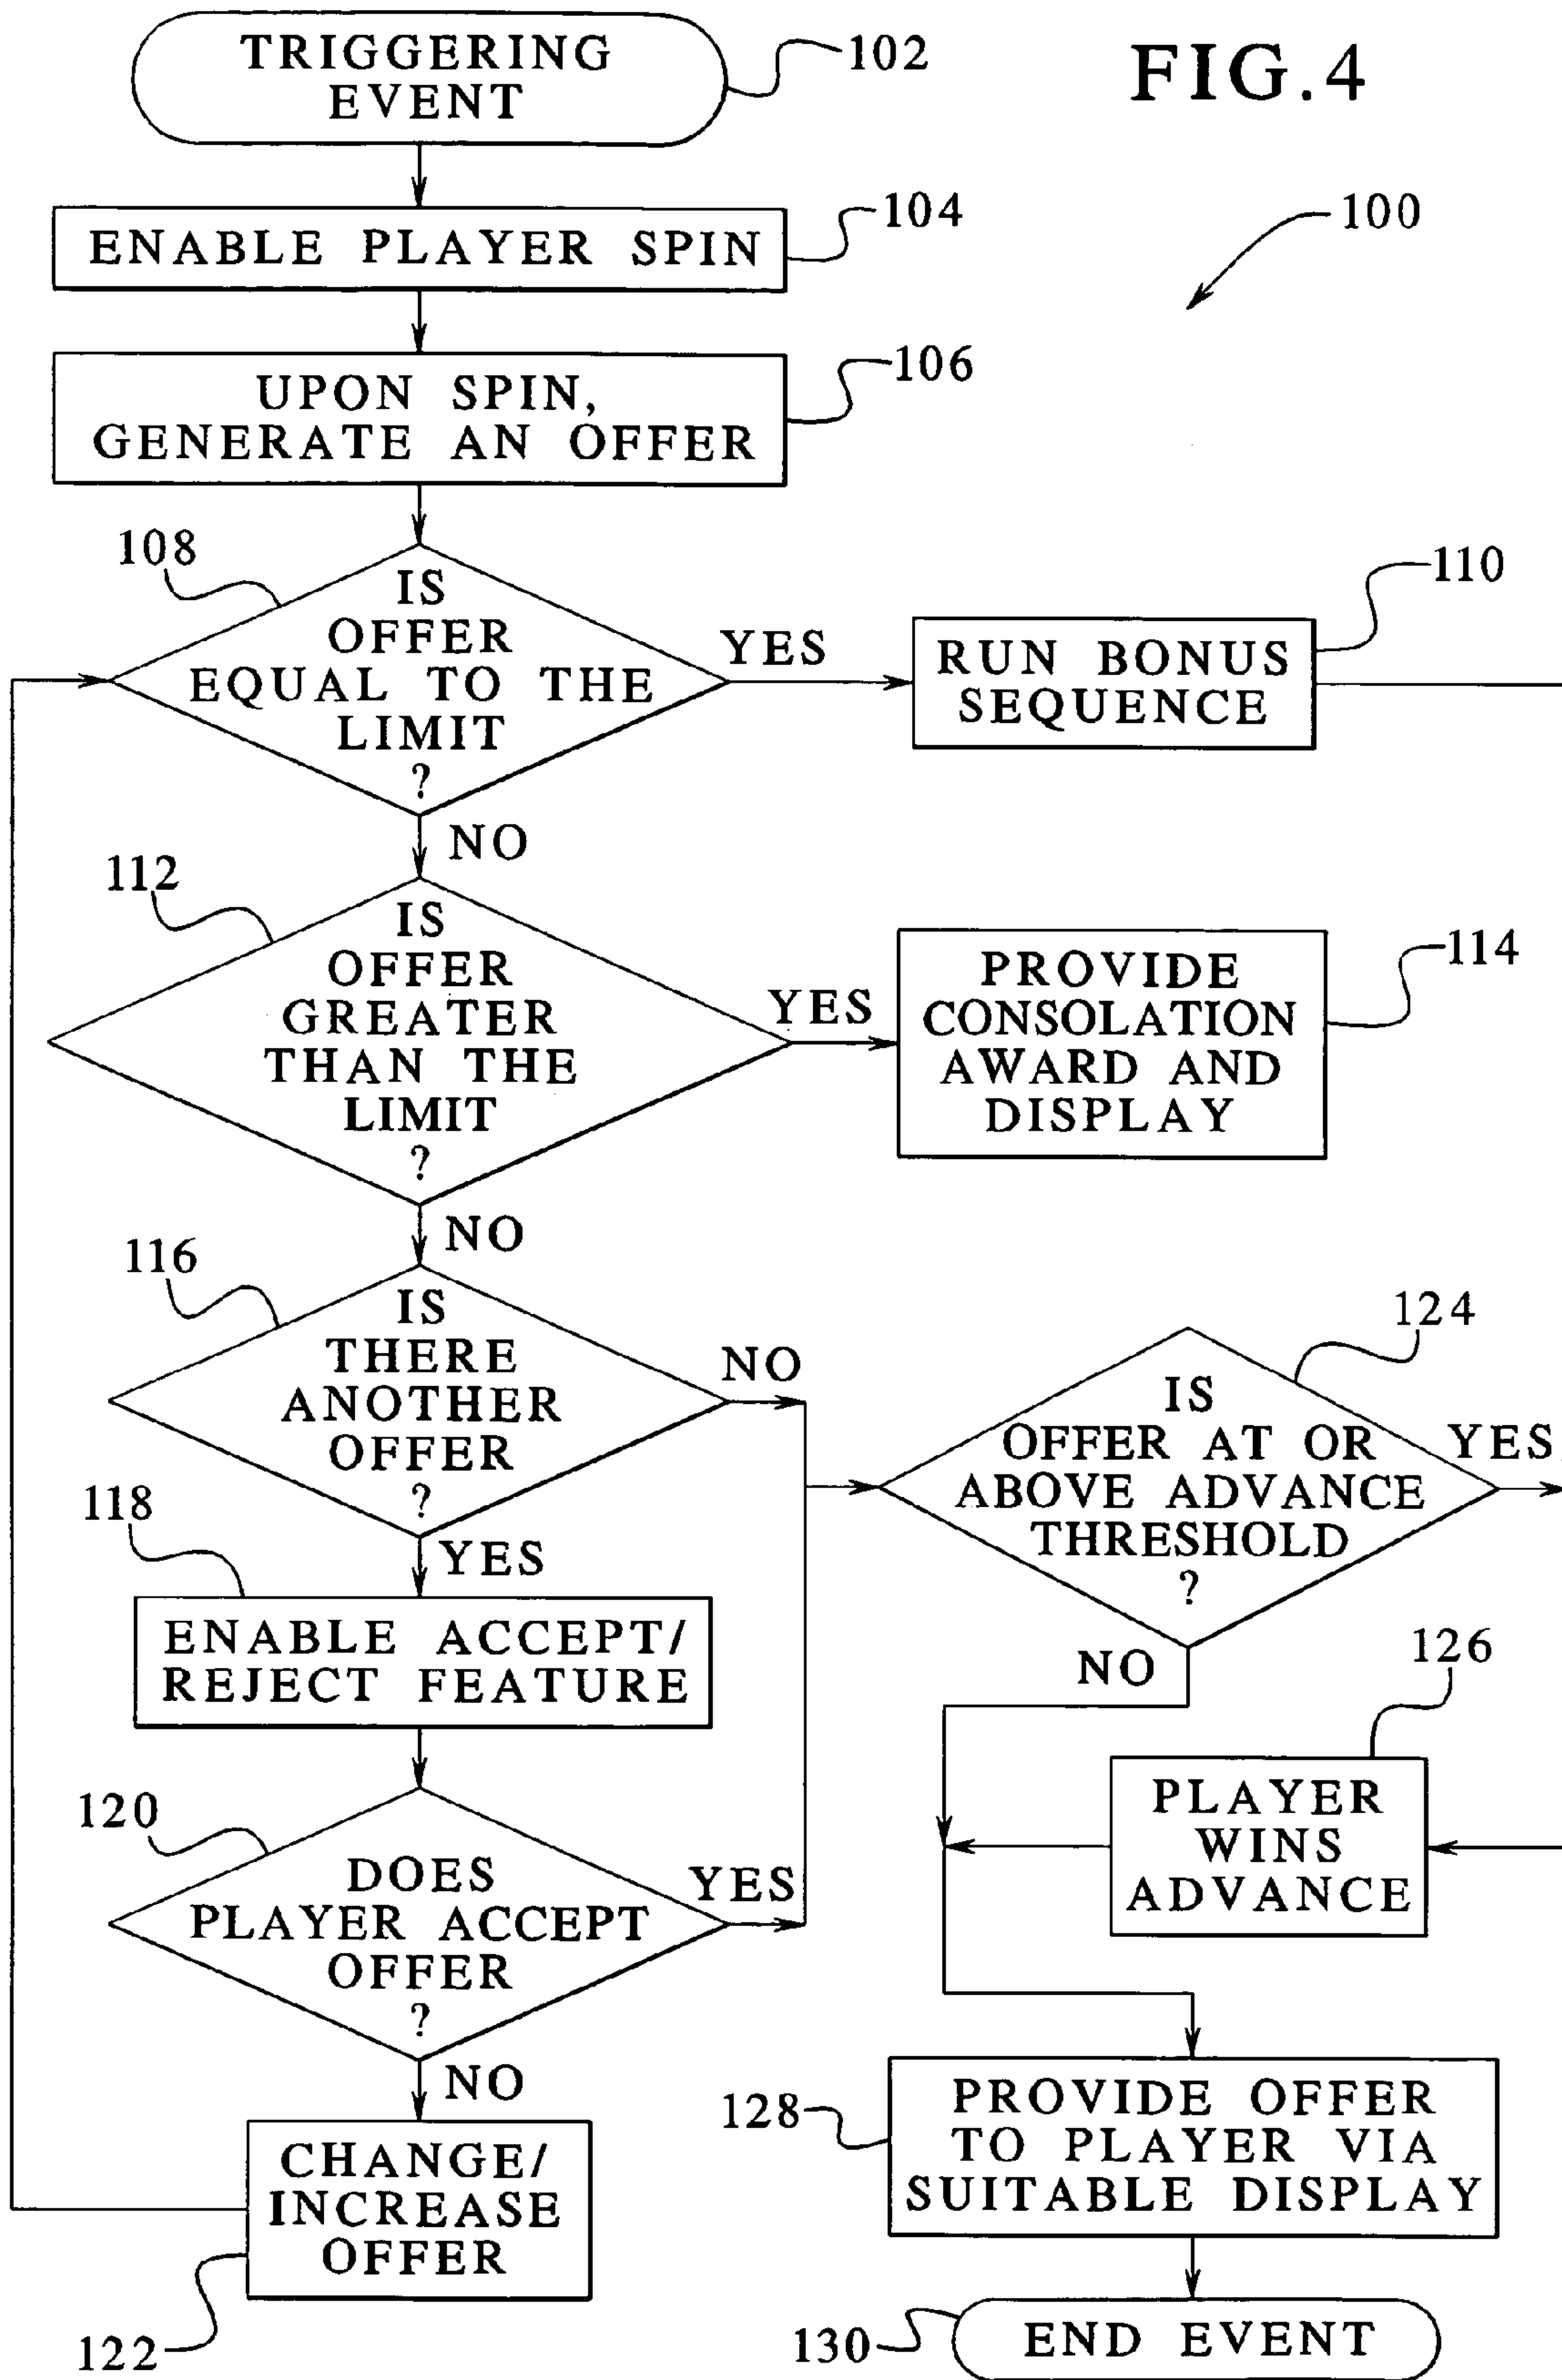 FIG.4
TRIGGERING
EVENT
102
ENABLE PLAYER SPIN
104
100
UPON SPIN,
GENERATE AN OFFER
106
108
IS
OFFER
EQUAL TO THE
LIMIT
?
YES
RUN BONUS
SEQUENCE
110
NO
112
IS
OFFER
GREATER
THAN THE
LIMIT
?
YES
PROVIDE
CONSOLATION
AWARD AND
DISPLAY
114
NO
116
IS
THERE
ANOTHER
OFFER
?
NO
YES
118
ENABLE ACCEPT/
REJECT FEATURE
120
DOES
PLAYER ACCEPT
OFFER
?
YES
NO
CHANGE/
INCREASE
OFFER
122
124
IS
OFFER AT OR
ABOVE ADVANCE
THRESHOLD
?
YES
NO
126
PLAYER
WINS
ADVANCE
128
PROVIDE OFFER
TO PLAYER VIA
SUITABLE DISPLAY
130
END EVENT